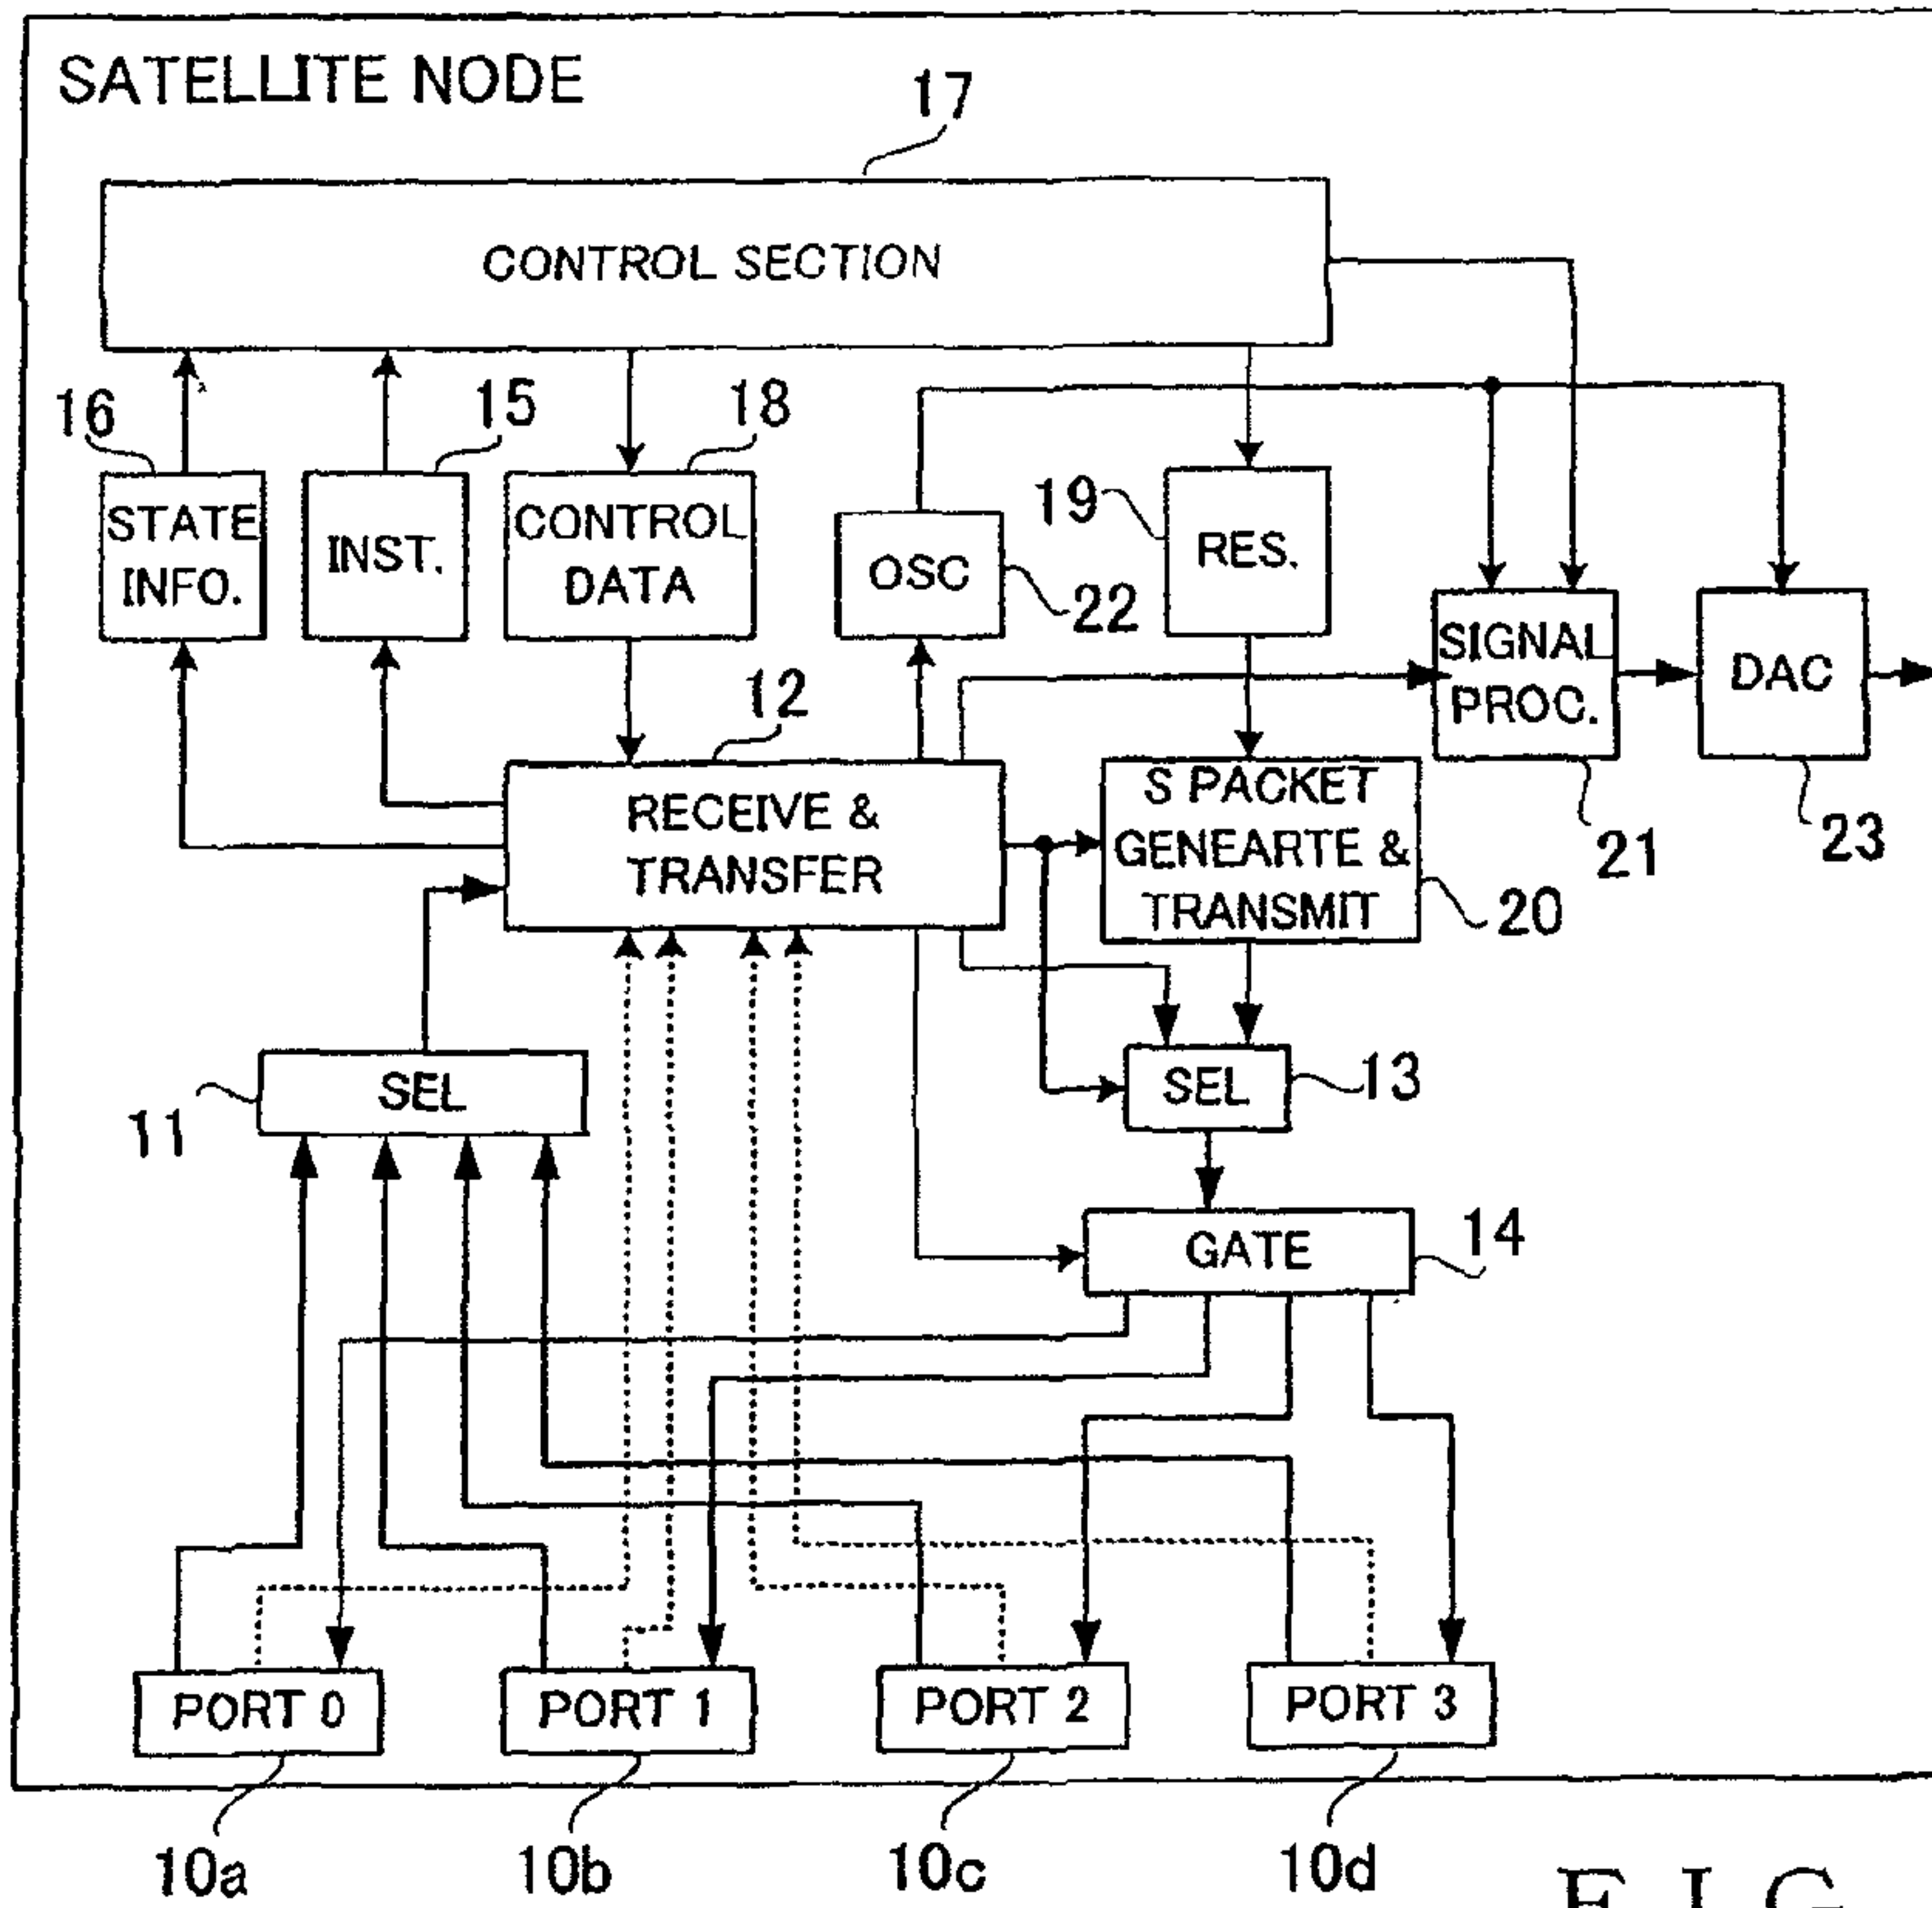 SATELLITE NODE
17
CONTROL SECTION
16
15
18
STATE
INFO.
INST.
CONTROL
DATA
OSC
22
19
RES.
SIGNAL
PROC.
DAC
12
RECEIVE &
TRANSFER
S PACKET
GENEARTE &
TRANSMIT
20
21
23
11
SEL
SEL
13
GATE
14
PORT 0
PORT 1
PORT 2
PORT 3
10a
10b
10c
10d
FIG